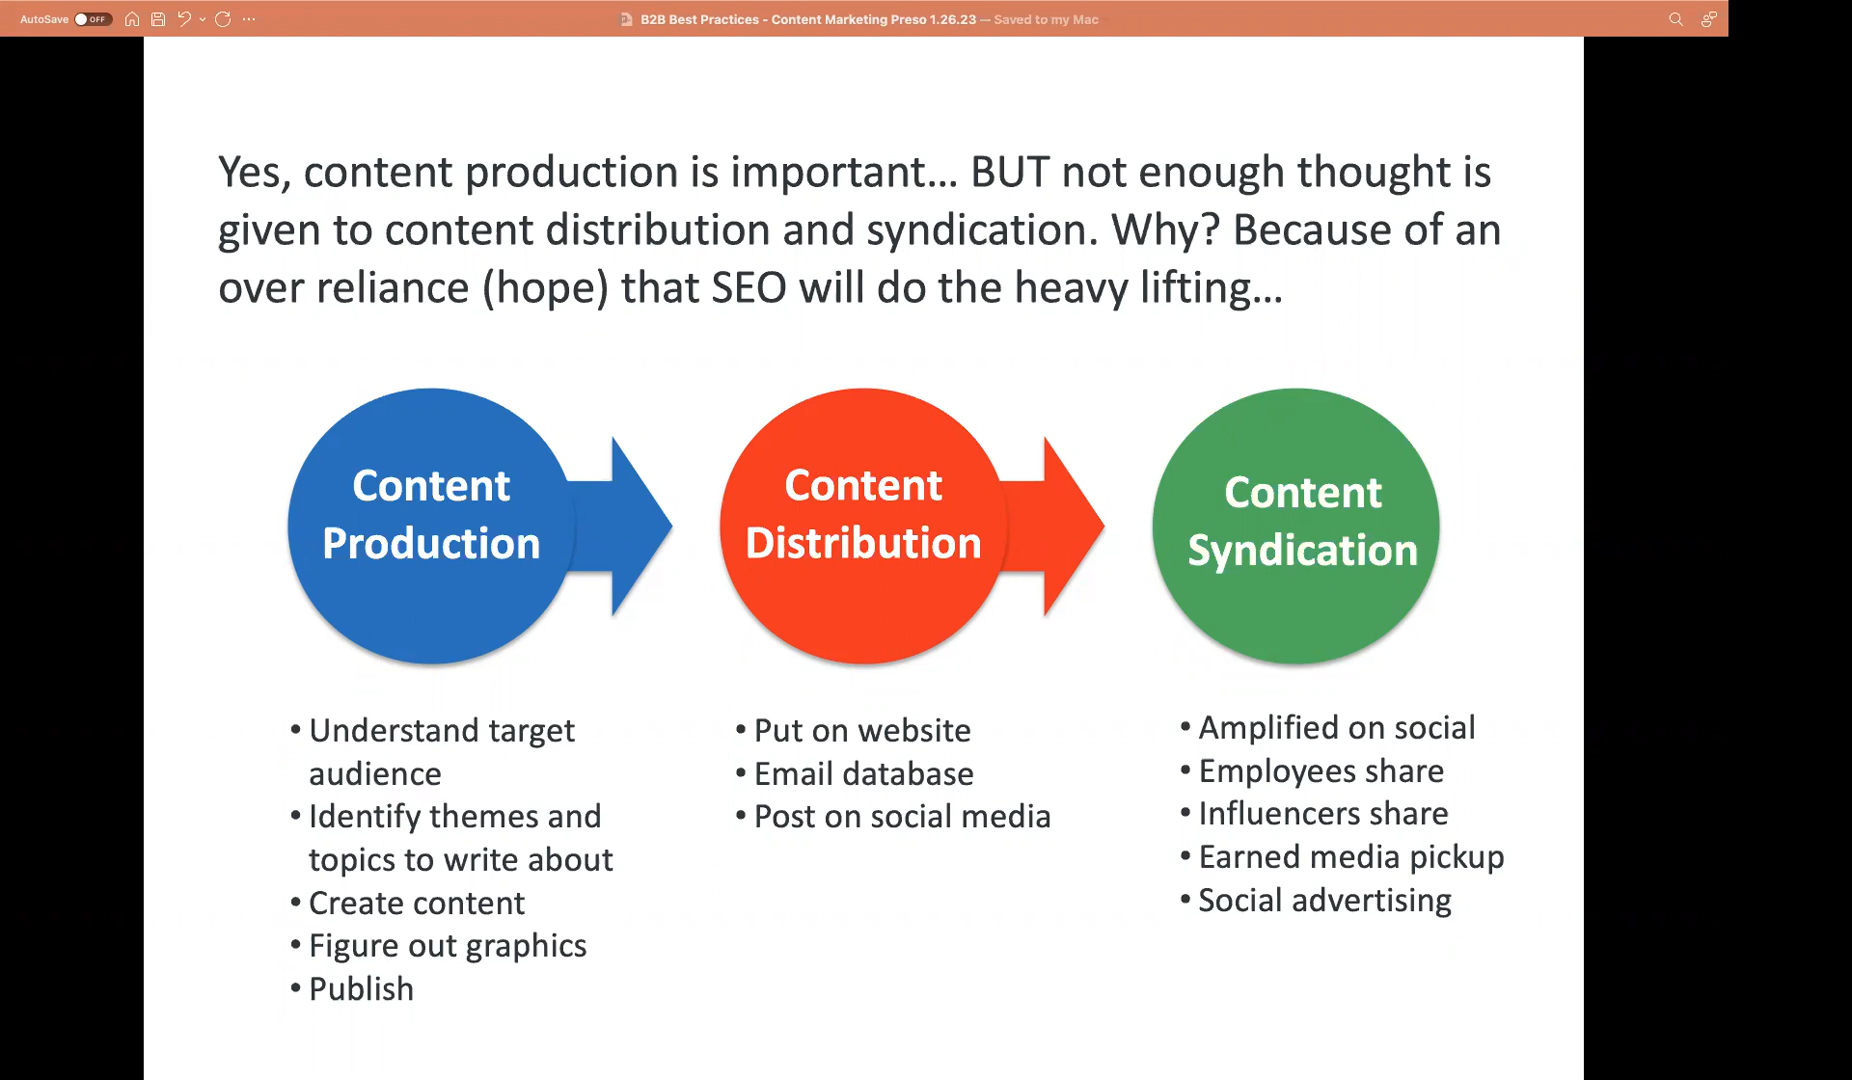 AutoSave OFF
B2B Best Practices - Content Marketing Preso 1.26.23 — Saved to my Mac
Yes, content production is important... BUT not enough thought is
given to content distribution and syndication. Why? Because of an
over reliance (hope) that SEO will do the heavy lifting...
Content
Production
Content
Distribution
Content
Syndication
• Understand target
audience
• Identify themes and
topics to write about
• Create content
• Figure out graphics
• Publish
• Put on website
• Email database
• Post on social media
• Amplified on social
• Employees share
• Influencers share
• Earned media pickup
• Social advertising